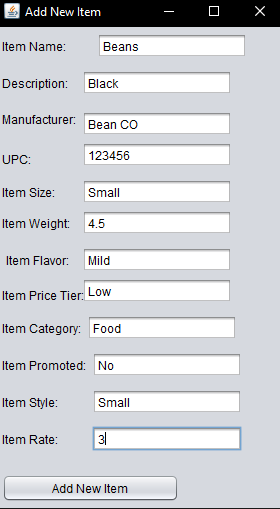 Add New Item
Item Name: Beans
Description: Black
Manufacturer: Bean CO
UPC: 123456
Item Size: Small
Item Weight: 4.5
Item Flavor: Mild
Item Price Tier: Low
Item Category: Food
Item Promoted: No
Item Style: Small
Item Rate: 3
Add New Item